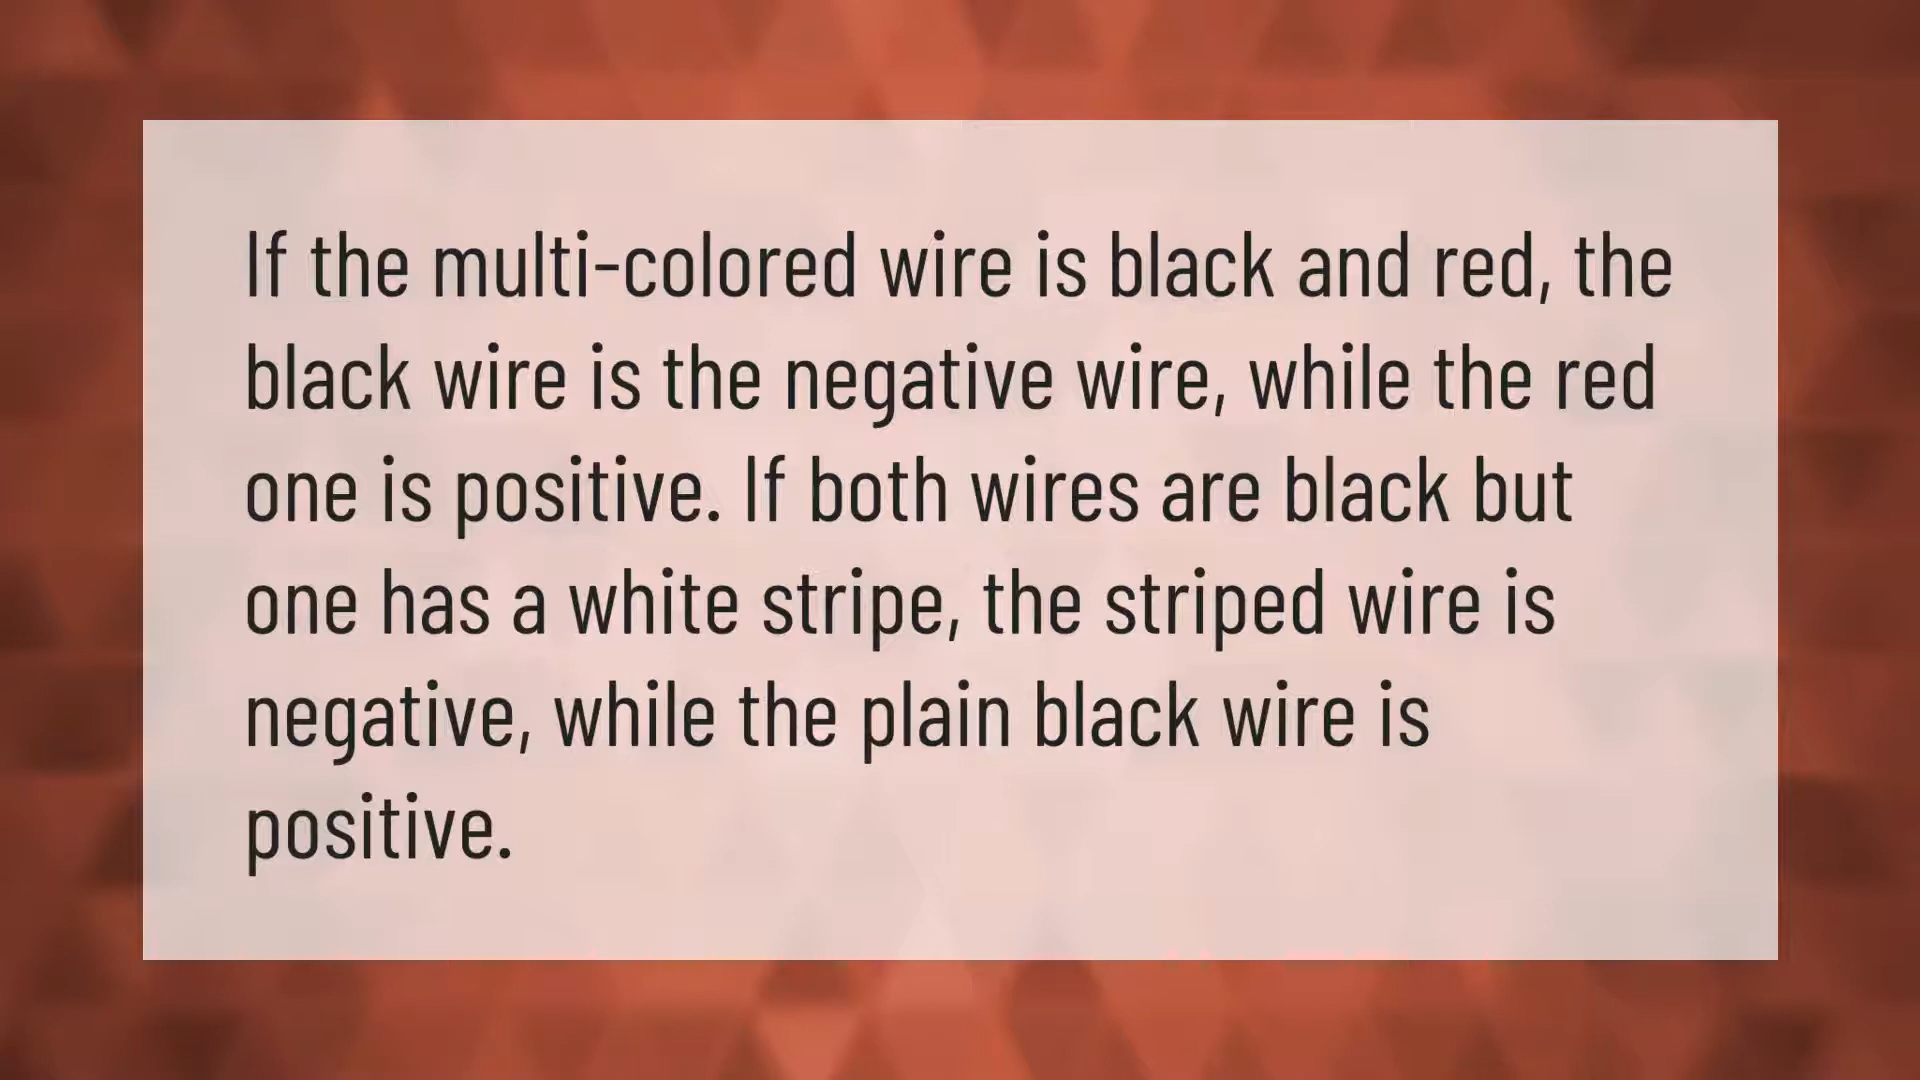 If the multi-colored wire is black and red, the
black wire is the negative wire, while the red
one is positive. If both wires are black but
one has a white stripe, the striped wire is
negative, while the plain black wire is
positive.